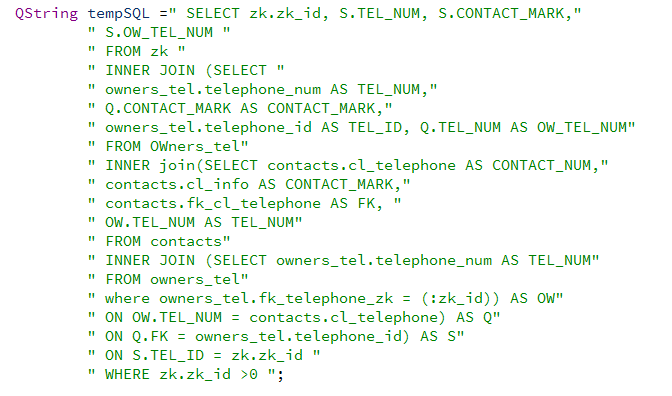 QString tempSQL =" SELECT zk.zk_id, S.TEL_NUM, S.CONTACT_MARK,"
" S.OW_TEL_NUM "
" FROM zk "
" INNER JOIN (SELECT "
" owners_tel.telephone_num AS TEL_NUM,"
" Q.CONTACT_MARK AS CONTACT_MARK,"
" owners_tel.telephone_id AS TEL_ID, Q.TEL_NUM AS OW_TEL_NUM"
" FROM OWners_tel"
" INNER join(SELECT contacts.cl_telephone AS CONTACT_NUM,"
" contacts.cl_info AS CONTACT_MARK,"
" contacts.fk_cl_telephone AS FK, "
" OW.TEL_NUM AS TEL_NUM"
" FROM contacts"
" INNER JOIN (SELECT owners_tel.telephone_num AS TEL_NUM"
" FROM owners_tel"
" where owners_tel.fk_telephone_zk = (:zk_id)) AS OW"
" ON OW.TEL_NUM = contacts.cl_telephone) AS Q"
" ON Q.FK = owners_tel.telephone_id) AS S"
" ON S.TEL_ID = zk.zk_id "
" WHERE zk.zk_id >0 ";